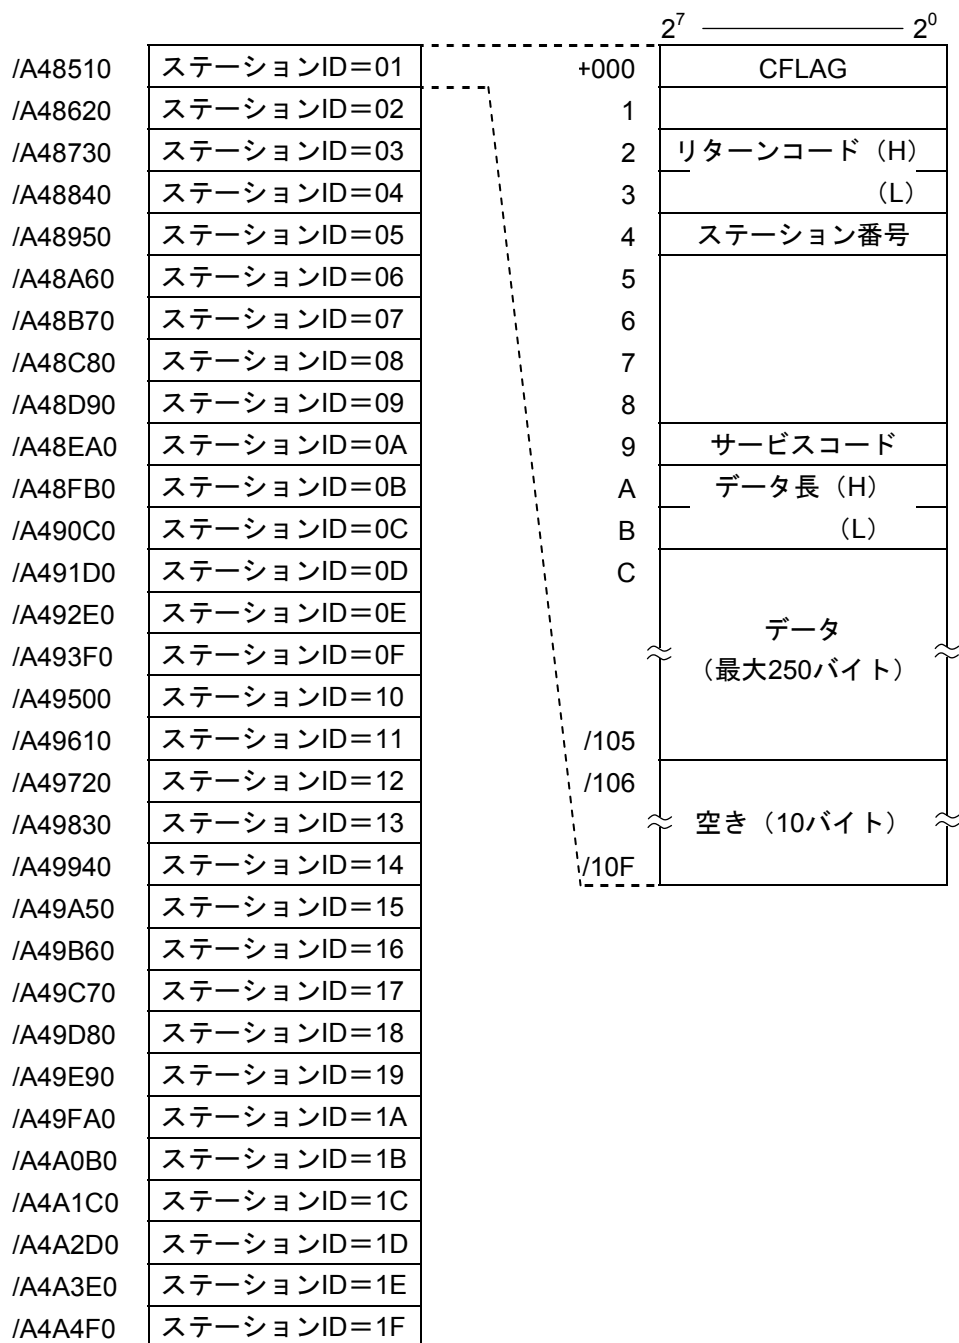 2⁷ 2⁰
/A48510 ステーションID＝01 +000 CFLAG
/A48620 ステーションID＝02 1
/A48730 ステーションID＝03 2 リターンコード（H）
/A48840 ステーションID＝04 3 （L）
/A48950 ステーションID＝05 4 ステーション番号
/A48A60 ステーションID＝06 5
/A48B70 ステーションID＝07 6
/A48C80 ステーションID＝08 7
/A48D90 ステーションID＝09 8
/A48EA0 ステーションID＝0A 9 サービスコード
/A48FB0 ステーションID＝0B A データ長（H）
/A490C0 ステーションID＝0C B （L）
/A491D0 ステーションID＝0D C
/A492E0 ステーションID＝0E データ
/A493F0 ステーションID＝0F （最大250バイト）
/A49500 ステーションID＝10
/A49610 ステーションID＝11 /105
/A49720 ステーションID＝12 /106
/A49830 ステーションID＝13 空き（10バイト）
/A49940 ステーションID＝14 /10F
/A49A50 ステーションID＝15
/A49B60 ステーションID＝16
/A49C70 ステーションID＝17
/A49D80 ステーションID＝18
/A49E90 ステーションID＝19
/A49FA0 ステーションID＝1A
/A4A0B0 ステーションID＝1B
/A4A1C0 ステーションID＝1C
/A4A2D0 ステーションID＝1D
/A4A3E0 ステーションID＝1E
/A4A4F0 ステーションID＝1F